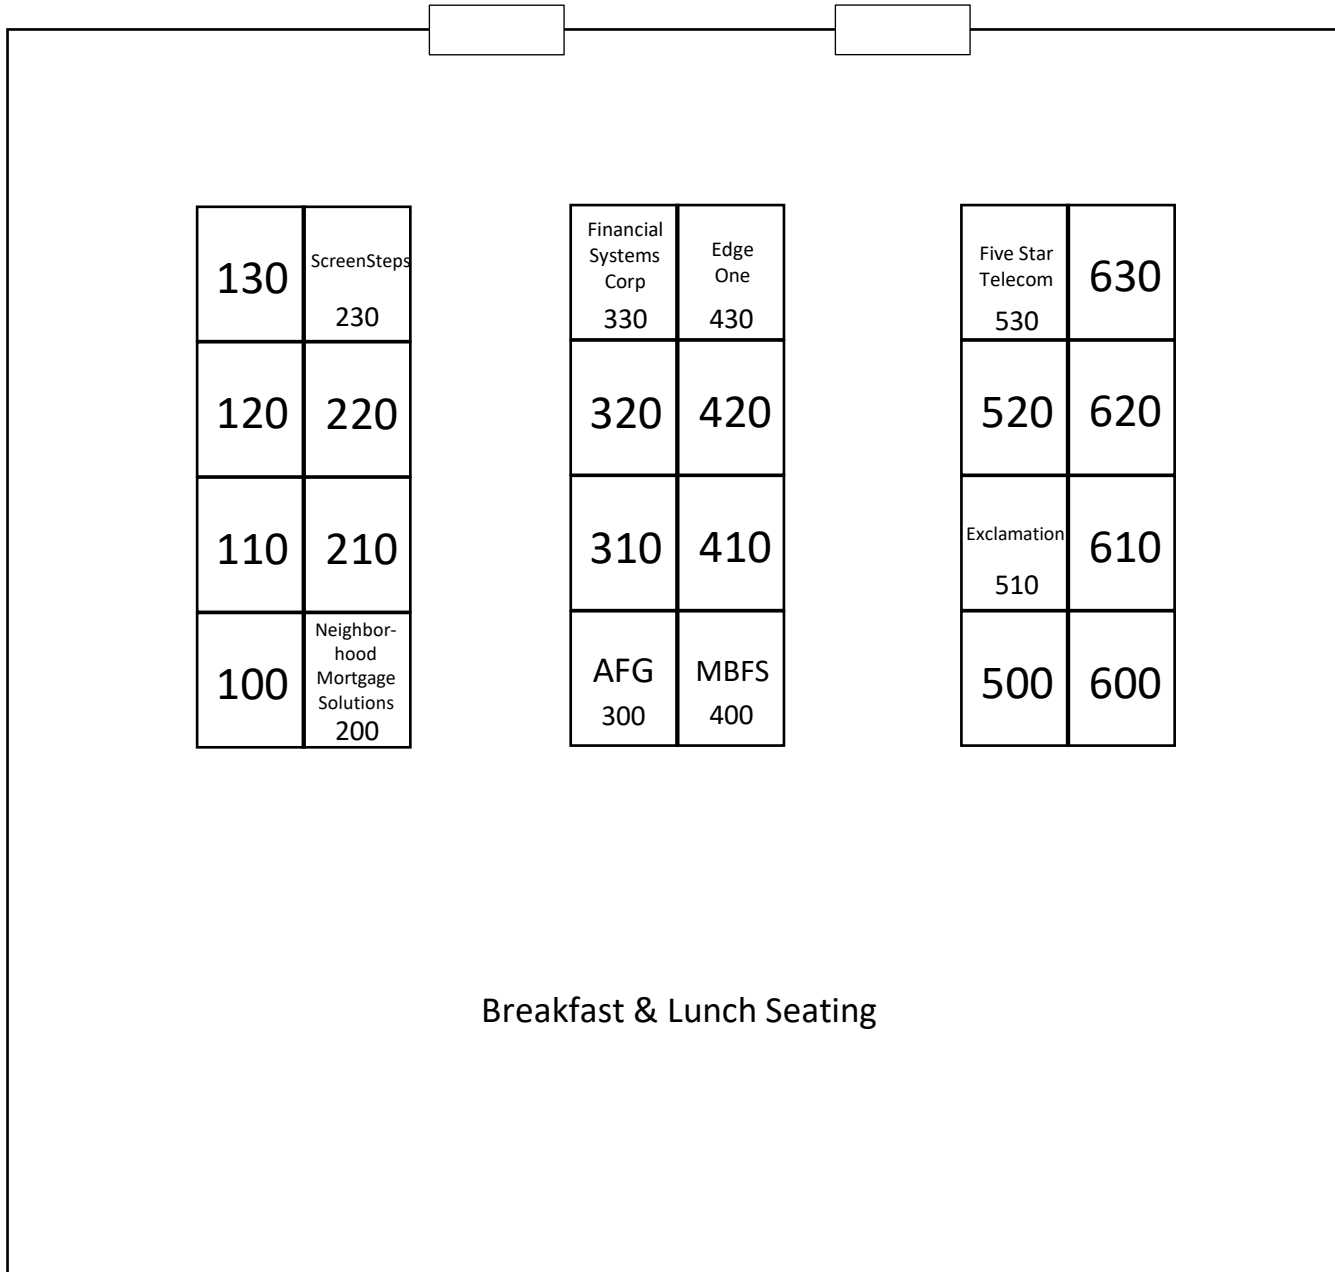 130
ScreenSteps
230
Financial
Systems
Corp
330
Edge
One
430
Five Star
Telecom
530
630
120
220
320
420
520
620
110
210
310
410
Exclamation
510
610
100
Neighbor-
hood
Mortgage
Solutions
200
AFG
300
MBFS
400
500
600
Breakfast & Lunch Seating